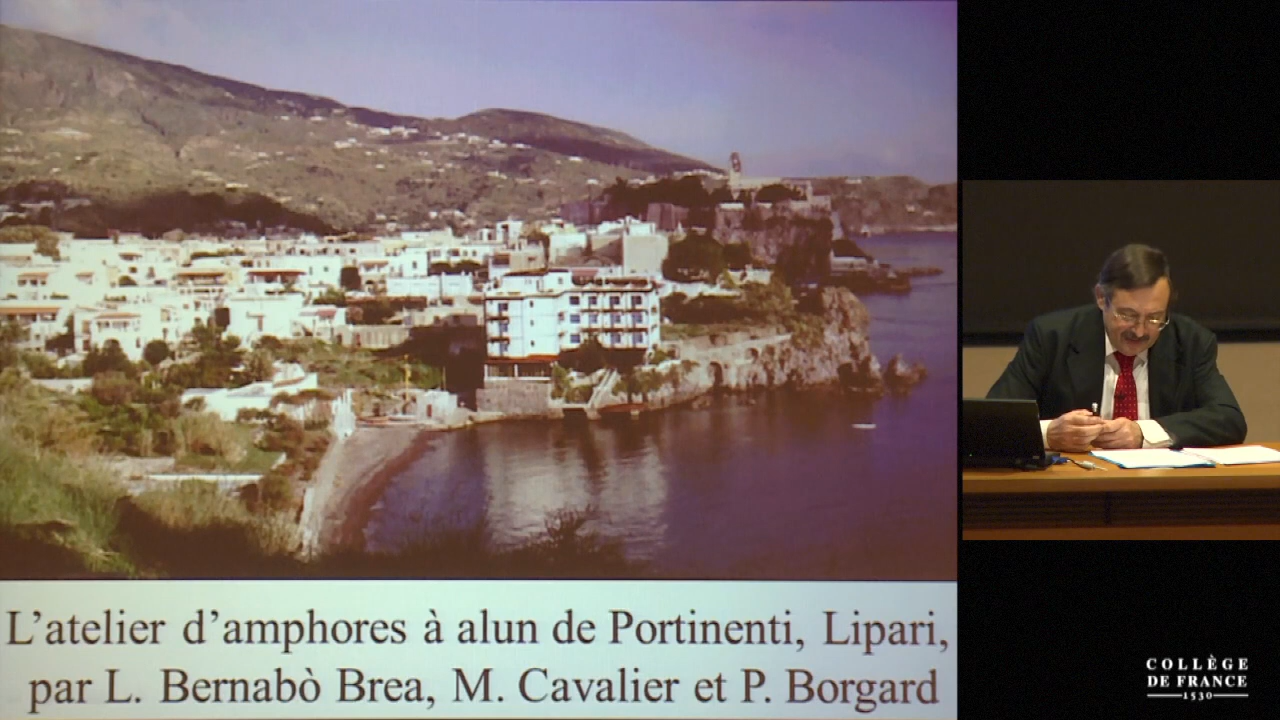 L’atelier d’amphores à alun de Portinenti, Lipari,
par L. Bernabò Brea, M. Cavalier et P. Borgard
COLLÈGE
DE FRANCE
1530